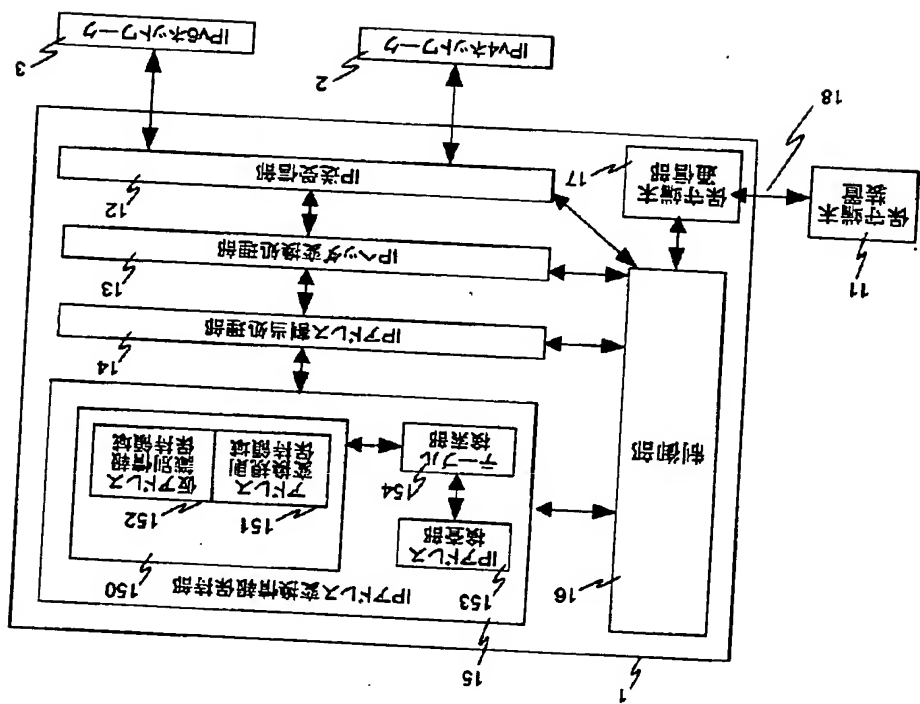 1
15
16
制御部
IPアドレス変換情報保持部
150
153
IPアドレス
検査部
154
テーブル
検索部
151
152
アドレス
変換規則
保持領域
仮アドレス
識別情報
保持領域
14
IPアドレス割当処理部
13
IPヘッダ変換処理部
12
IP送受信部
11
保守端末
装置
18
17
保守端末
通信部
2
IPv4ネットワーク
3
IPv6ネットワーク